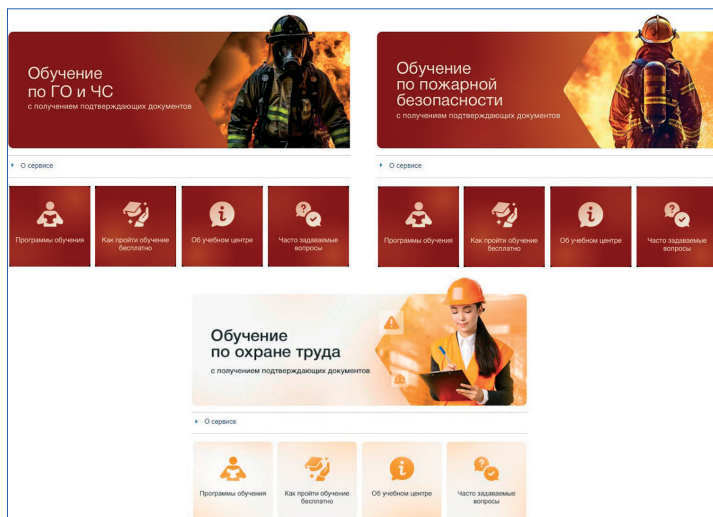 Обучение
по ГО и ЧС
с получением подтверждающих документов
О сервисе
Программы обучения
Как пройти обучение
бесплатно
Об учебном центре
Часто задаваемые
вопросы
Обучение
по пожарной
безопасности
с получением подтверждающих документов
О сервисе
Программы обучения
Как пройти обучение
бесплатно
Об учебном центре
Часто задаваемые
вопросы
Обучение
по охране труда
с получением подтверждающих документов
О сервисе
Программы обучения
Как пройти обучение
бесплатно
Об учебном центре
Часто задаваемые
вопросы